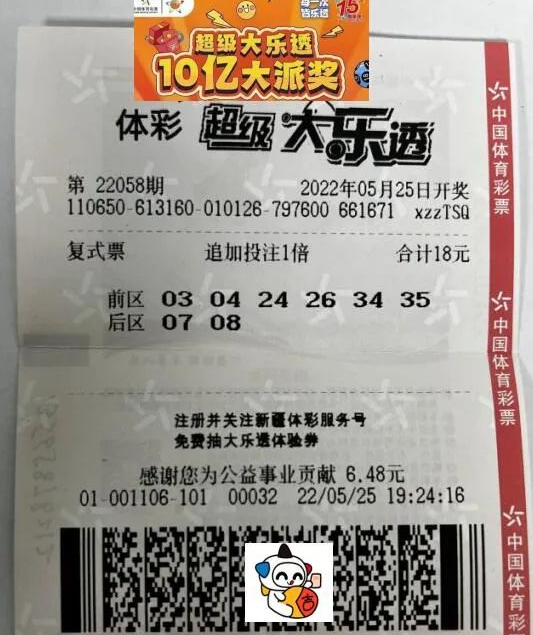 超级大乐透
10亿大派奖
体彩 超级大乐透
第 22058期 2022年05月25日开奖
110650-613160-010126-797600 661671 xzzTSQ
复式票 追加投注1倍 合计18元
前区 03 04 24 26 34 35
后区 07 08
注册并关注新疆体彩服务号
免费抽大乐透体验券
感谢您为公益事业贡献 6.48元
01-001106-101 00032 22/05/25 19:24:16
中国体育彩票
中国体育彩票
中国体育彩票